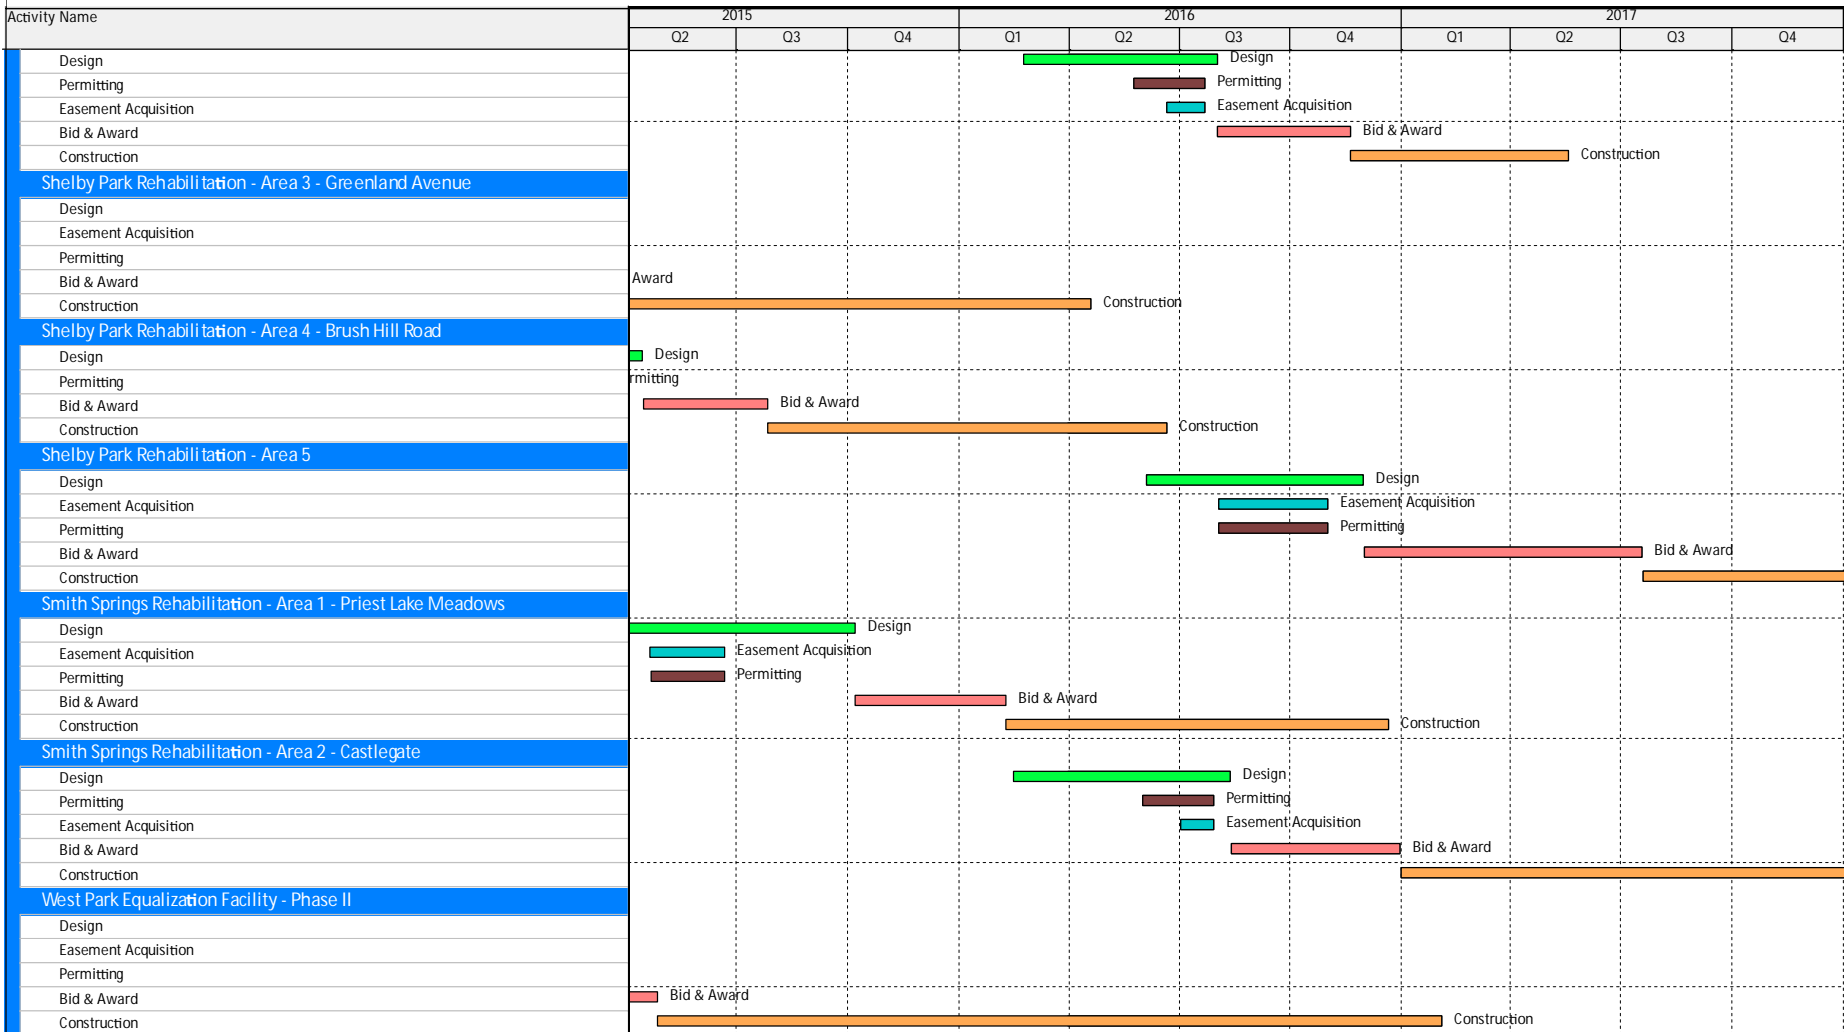 Activity Name
2015 2016 2017
Q2 Q3 Q4 Q1 Q2 Q3 Q4 Q1 Q2 Q3 Q4
Design Design
Permitting Permitting
Easement Acquisition Easement Acquisition
Bid & Award Bid & Award
Construction Construction
Shelby Park Rehabilitation - Area 3 - Greenland Avenue
Design
Easement Acquisition
Permitting
Bid & Award Award
Construction Construction
Shelby Park Rehabilitation - Area 4 - Brush Hill Road
Design Design
Permitting rmitting
Bid & Award Bid & Award
Construction Construction
Shelby Park Rehabilitation - Area 5
Design Design
Easement Acquisition Easement Acquisition
Permitting Permitting
Bid & Award Bid & Award
Construction
Smith Springs Rehabilitation - Area 1 - Priest Lake Meadows
Design Design
Easement Acquisition Easement Acquisition
Permitting Permitting
Bid & Award Bid & Award
Construction Construction
Smith Springs Rehabilitation - Area 2 - Castlegate
Design Design
Permitting Permitting
Easement Acquisition Easement Acquisition
Bid & Award Bid & Award
Construction
West Park Equalization Facility - Phase II
Design
Easement Acquisition
Permitting
Bid & Award Bid & Award
Construction Construction